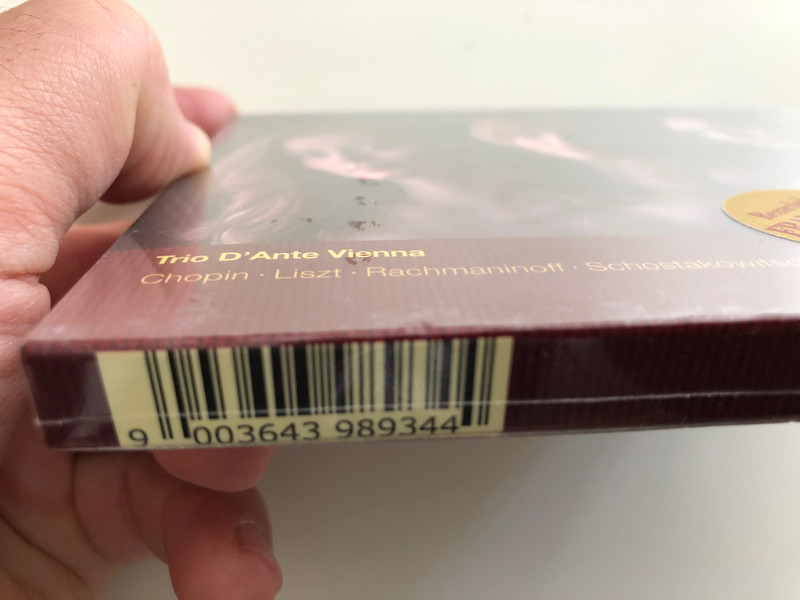 Trio D'Ante Vienna
Chopin · Liszt · Rachmaninoff · Schostakowitsc
9 003643 989344